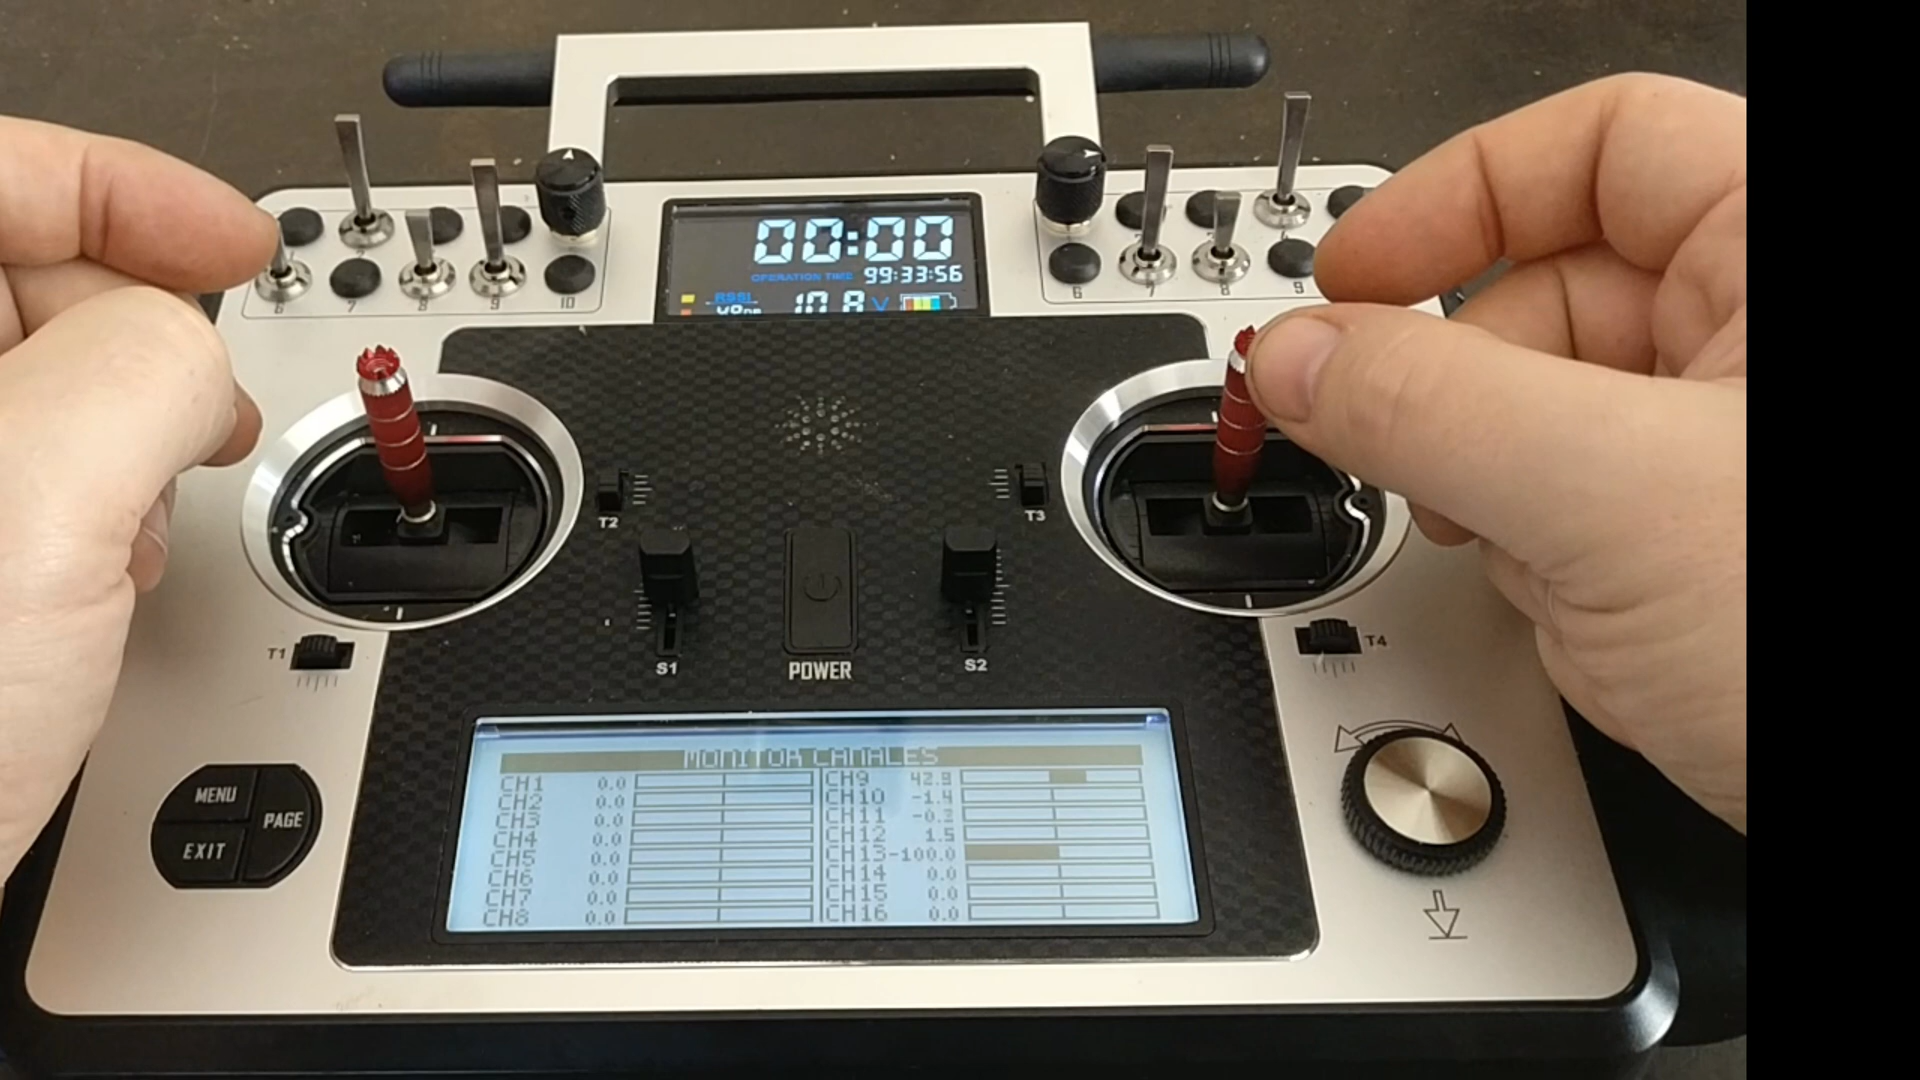 00:00
OPERATION TIME 99:33:56
RSSI
10.8 V
6 7 8 9 10
6 7 8 9
T2
T3
S1
POWER
S2
T1
T4
MENU
PAGE
EXIT
MONITOR CANALES
CH1 0.0
CH2 0.0
CH3 0.0
CH4 0.0
CH5 0.0
CH6 0.0
CH7 0.0
CH8 0.0
CH9 42.9
CH10 -1.4
CH11 -0.3
CH12 1.5
CH13-100.0
CH14 0.0
CH15 0.0
CH16 0.0